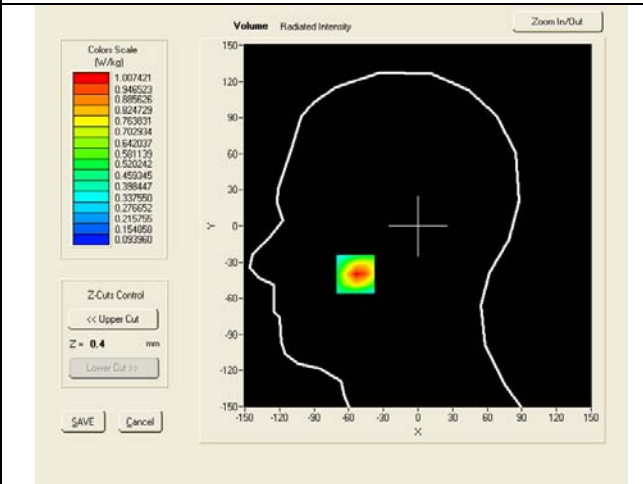 Volume Radiated Intensity
Zoom In/Out
Colors Scale
(W/kg)
1.007421
0.946523
0.885626
0.824729
0.763831
0.702934
0.642037
0.581139
0.520242
0.459345
0.398447
0.337550
0.276652
0.215755
0.154858
0.093960
Z-Cuts Control
<< Upper Cut
Z = 0.4 mm
Lower Cut >>
SAVE Cancel
150
120
90
60
30
0
-30
-60
-90
-120
-150
Y
-150 -120 -90 -60 -30 0 30 60 90 120 150
X